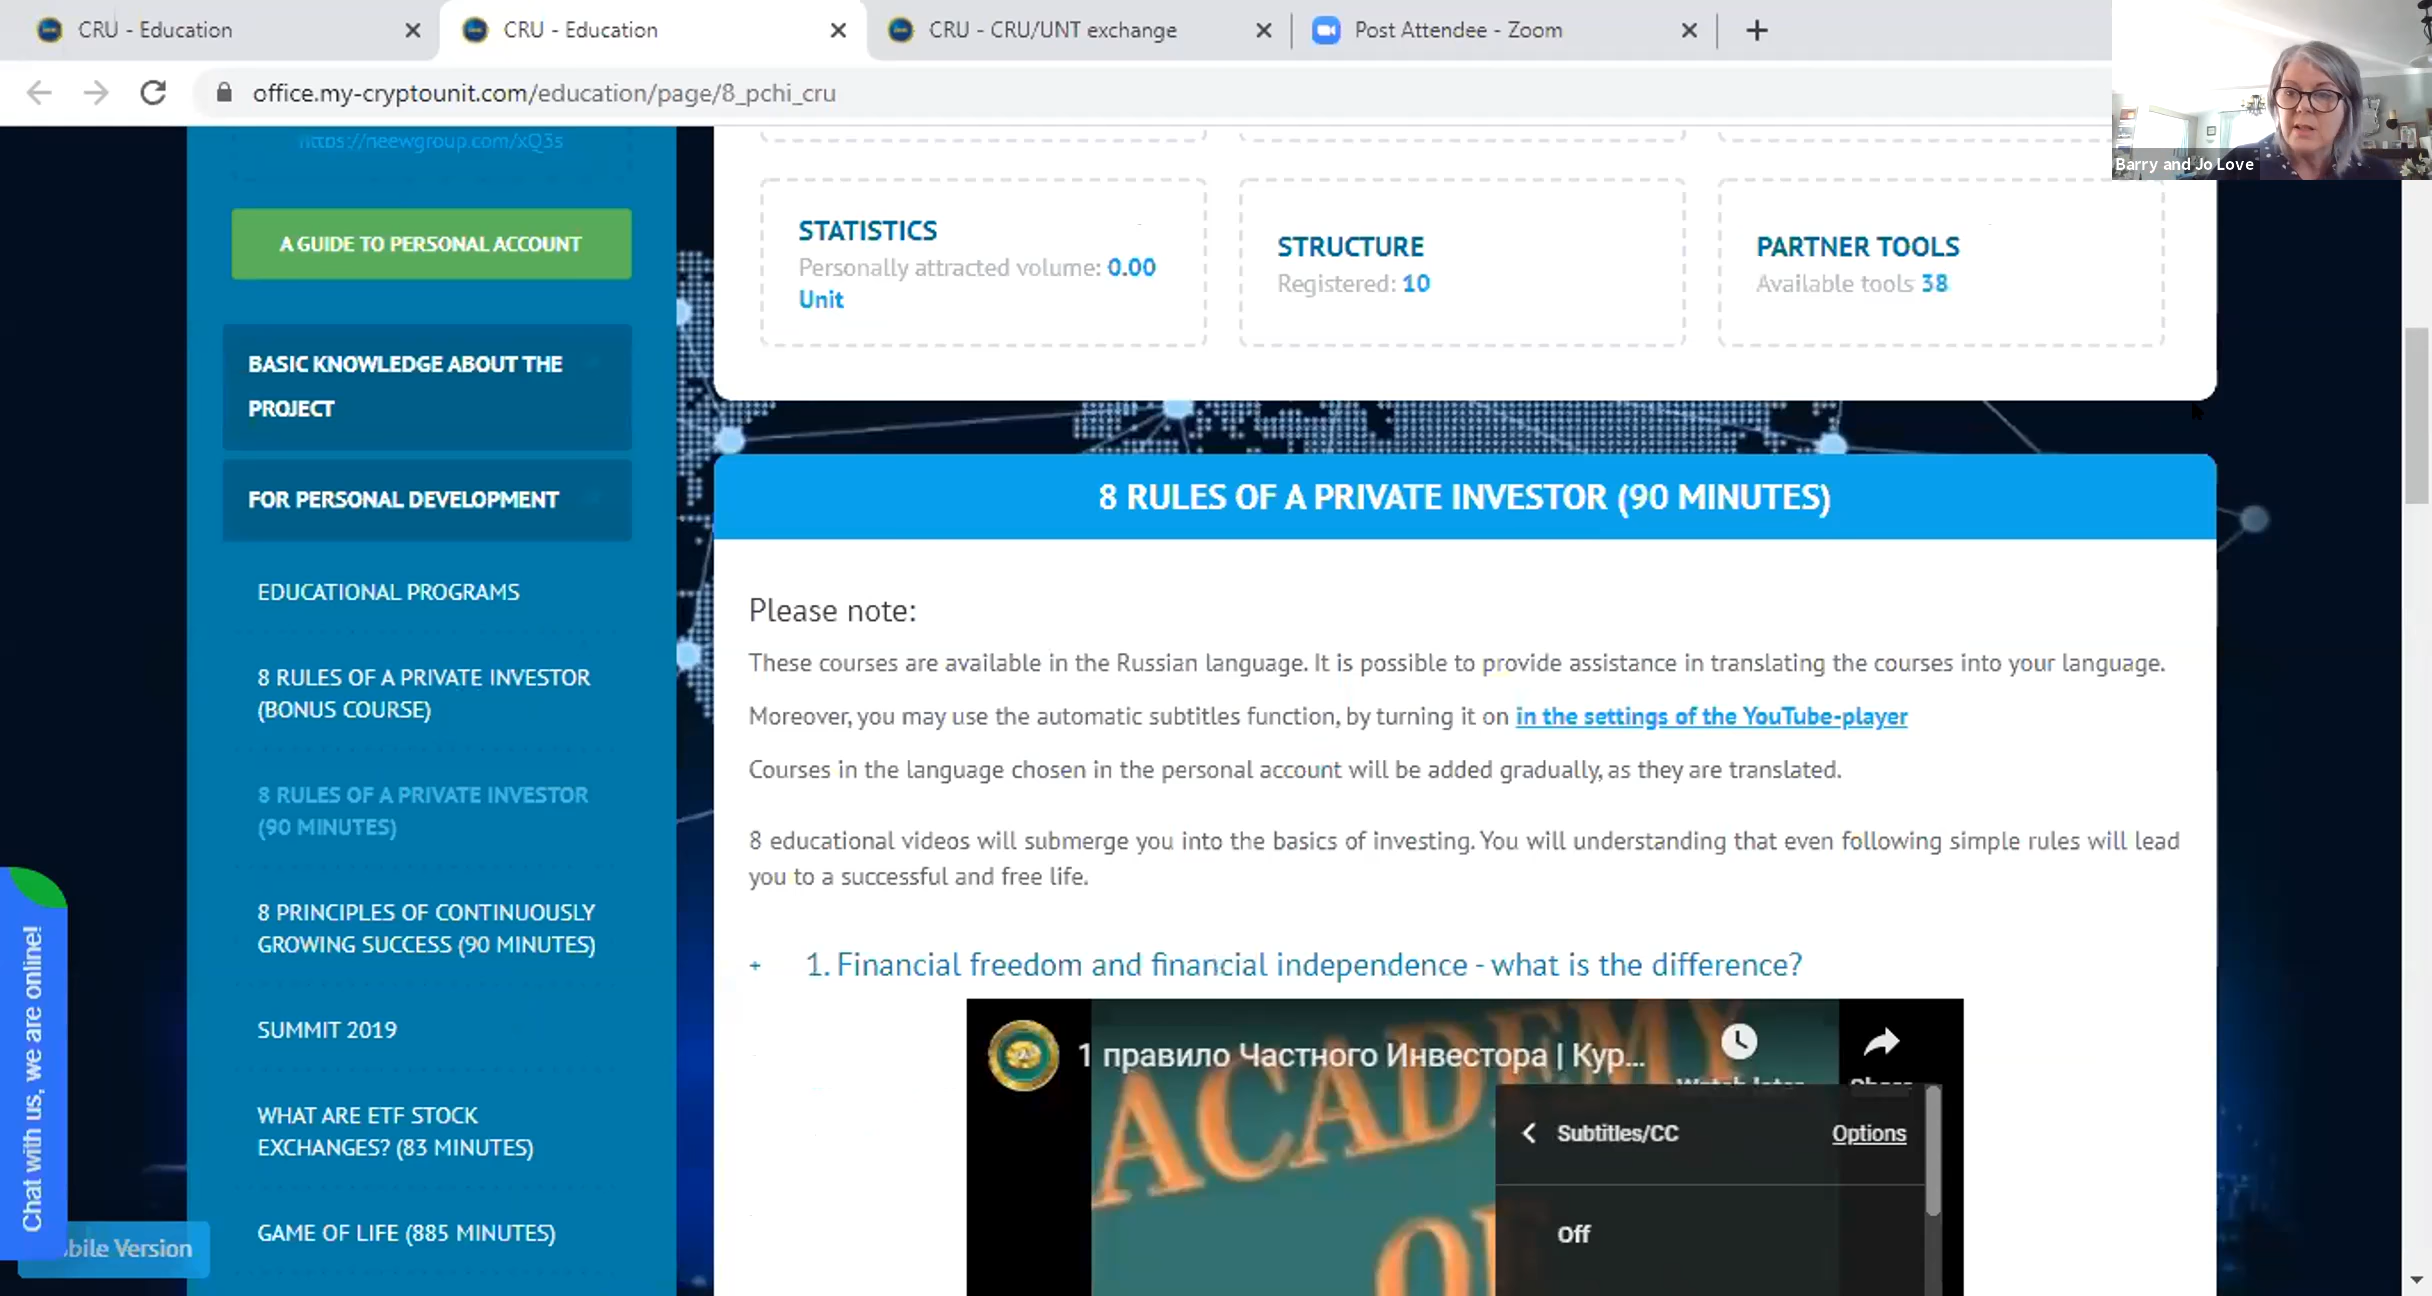 CRU - Education
CRU - Education
CRU - CRU/UNT exchange
Post Attendee - Zoom
office.my-cryptounit.com/education/page/8_pchi_cru
Barry and Jo Love
https://neewgroup.com/xQ3s
A GUIDE TO PERSONAL ACCOUNT
BASIC KNOWLEDGE ABOUT THE
PROJECT
FOR PERSONAL DEVELOPMENT
EDUCATIONAL PROGRAMS
8 RULES OF A PRIVATE INVESTOR
(BONUS COURSE)
8 RULES OF A PRIVATE INVESTOR
(90 MINUTES)
8 PRINCIPLES OF CONTINUOUSLY
GROWING SUCCESS (90 MINUTES)
SUMMIT 2019
WHAT ARE ETF STOCK
EXCHANGES? (83 MINUTES)
GAME OF LIFE (885 MINUTES)
Chat with us, we are online!
bile Version
STATISTICS
Personally attracted volume: 0.00
Unit
STRUCTURE
Registered: 10
PARTNER TOOLS
Available tools 38
8 RULES OF A PRIVATE INVESTOR (90 MINUTES)
Please note:
These courses are available in the Russian language. It is possible to provide assistance in translating the courses into your language.
Moreover, you may use the automatic subtitles function, by turning it on in the settings of the YouTube-player
Courses in the language chosen in the personal account will be added gradually, as they are translated.
8 educational videos will submerge you into the basics of investing. You will understanding that even following simple rules will lead
you to a successful and free life.
+ 1. Financial freedom and financial independence - what is the difference?
1 правило Частного Инвестора | Кур...
Watch later
Share
ACADEMY
OF
Subtitles/CC
Options
Off